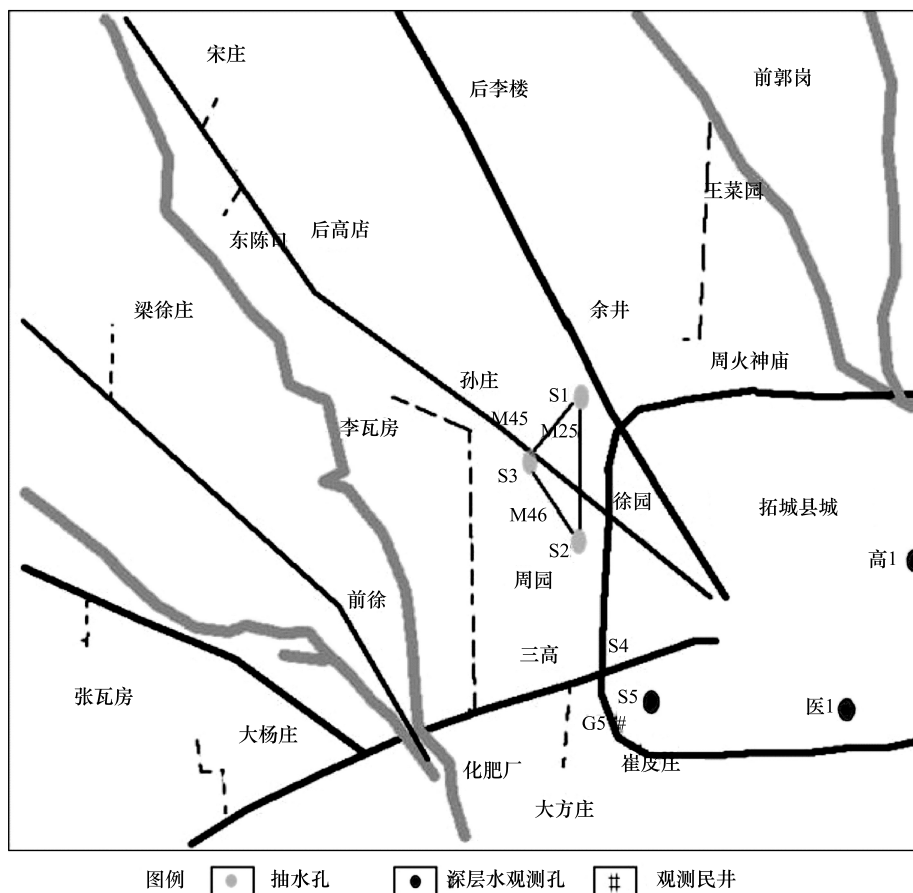 宋庄
后李楼
前郭岗
王菜园
东陈口
后高店
梁徐庄
余井
周火神庙
孙庄
S1
M45
李瓦房
M25
S3
徐园
拓城县城
M46
S2
高1
周园
前徐
三高
S4
张瓦房
S5
医1
大杨庄
G5 #
崔皮庄
化肥厂
大方庄
图例 抽水孔 深层水观测孔 # 观测民井